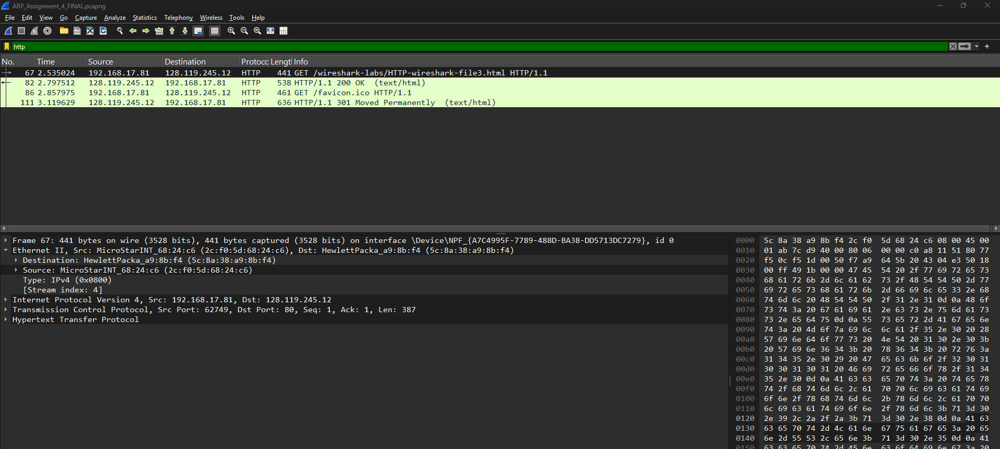 ARP_Assignment_4_FINAL.pcapng
File Edit View Go Capture Analyze Statistics Telephony Wireless Tools Help
http
No. Time Source Destination Protocc Lengtl Info
67 2.535024 192.168.17.81 128.119.245.12 HTTP 441 GET /wireshark-labs/HTTP-wireshark-file3.html HTTP/1.1
82 2.797512 128.119.245.12 192.168.17.81 HTTP 538 HTTP/1.1 200 OK (text/html)
86 2.857975 192.168.17.81 128.119.245.12 HTTP 461 GET /favicon.ico HTTP/1.1
111 3.119629 128.119.245.12 192.168.17.81 HTTP 636 HTTP/1.1 301 Moved Permanently (text/html)
Frame 67: 441 bytes on wire (3528 bits), 441 bytes captured (3528 bits) on interface \Device\NPF_{A7C4995F-7789-488D-BA38-DD5713DC7279}, id 0
Ethernet II, Src: MicroStarINT_68:24:c6 (2c:f0:5d:68:24:c6), Dst: HewlettPacka_a9:8b:f4 (5c:8a:38:a9:8b:f4)
Destination: HewlettPacka_a9:8b:f4 (5c:8a:38:a9:8b:f4)
Source: MicroStarINT_68:24:c6 (2c:f0:5d:68:24:c6)
Type: IPv4 (0x0800)
[Stream index: 4]
Internet Protocol Version 4, Src: 192.168.17.81, Dst: 128.119.245.12
Transmission Control Protocol, Src Port: 62749, Dst Port: 80, Seq: 1, Ack: 1, Len: 387
Hypertext Transfer Protocol
0000 5c 8a 38 a9 8b f4 2c f0 5d 68 24 c6 08 00 45 00
0010 01 ab 7c d9 40 00 80 06 00 00 c0 a8 11 51 80 77
0020 f5 0c f5 1d 00 50 f7 a9 64 5b 20 43 04 e3 50 18
0030 00 ff 49 1b 00 00 47 45 54 20 2f 77 69 72 65 73
0040 68 61 72 6b 2d 6c 61 62 73 2f 48 54 54 50 2d 77
0050 69 72 65 73 68 61 72 6b 2d 66 69 6c 65 33 2e 68
0060 74 6d 6c 20 48 54 54 50 2f 31 2e 31 0d 0a 48 6f
0070 73 74 3a 20 67 61 69 61 2e 63 73 2e 75 6d 61 73
0080 73 2e 65 64 75 0d 0a 55 73 65 72 2d 41 67 65 6e
0090 74 3a 20 4d 6f 7a 69 6c 6c 61 2f 35 2e 30 20 28
00a0 57 69 6e 64 6f 77 73 20 4e 54 20 31 30 2e 30 3b
00b0 20 57 69 6e 36 34 3b 20 78 36 34 3b 20 72 76 3a
00c0 31 34 35 2e 30 29 20 47 65 63 6b 6f 2f 32 30 31
00d0 30 30 31 30 31 20 46 69 72 65 66 6f 78 2f 31 34
00e0 35 2e 30 0d 0a 41 63 63 65 70 74 3a 20 74 65 78
00f0 74 2f 68 74 6d 6c 2c 61 70 70 6c 69 63 61 74 69
0100 6f 6e 2f 78 68 74 6d 6c 2b 78 6d 6c 2c 61 70 70
0110 6c 69 63 61 74 69 6f 6e 2f 78 6d 6c 3b 71 3d 30
0120 2e 39 2c 2a 2f 2a 3b 71 3d 30 2e 38 0d 0a 41 63
0130 63 65 70 74 2d 4c 61 6e 67 75 61 67 65 3a 20 65
0140 6e 2d 55 53 2c 65 6e 3b 71 3d 30 2e 35 0d 0a 41
0150 63 63 65 70 74 2d 45 6e 63 6f 64 69 6e 67 3a 20